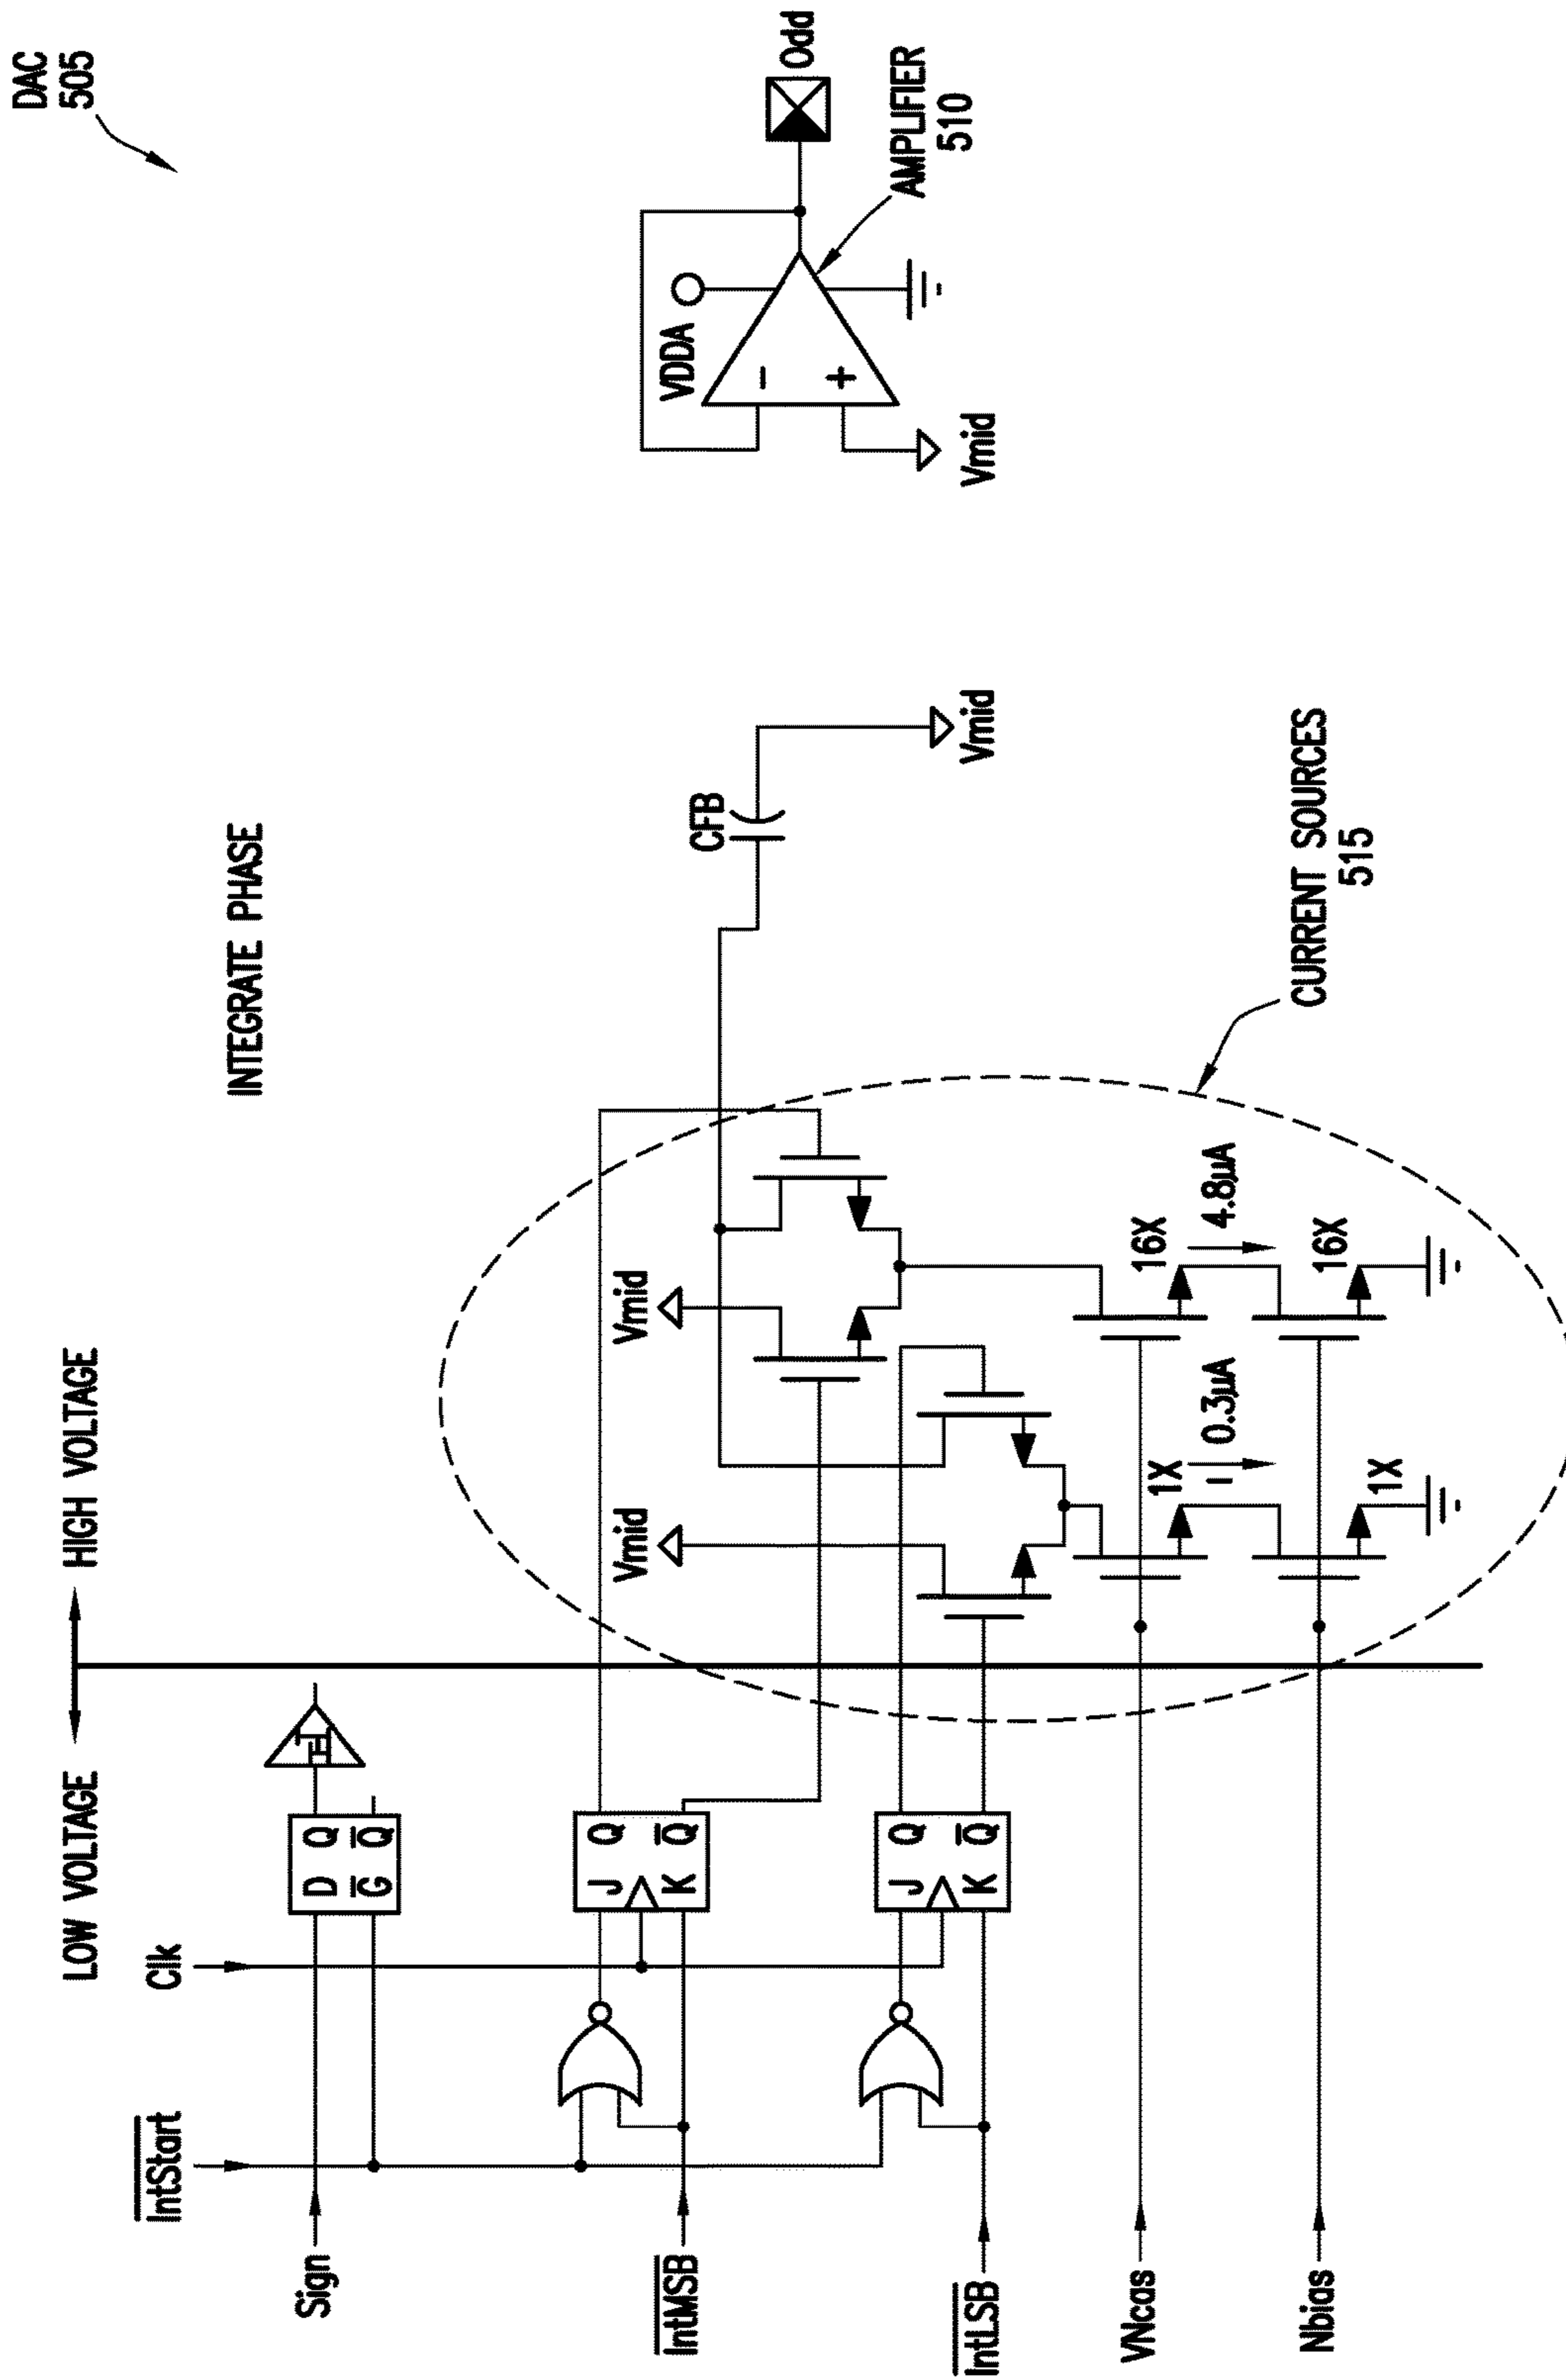 DAC
505
LOW VOLTAGE
HIGH VOLTAGE
INTEGRATE PHASE
IntStart
Clk
Sign
D Q
G Q
IntMSB
J Q
K Q
IntLSB
J Q
K Q
VNcas
Nbias
Vmid
Vmid
1X
0.3µA
1X
16X
4.8µA
16X
CURRENT SOURCES
515
CFB
Vmid
VDDA
-
+
Vmid
AMPLIFIER
510
Odd